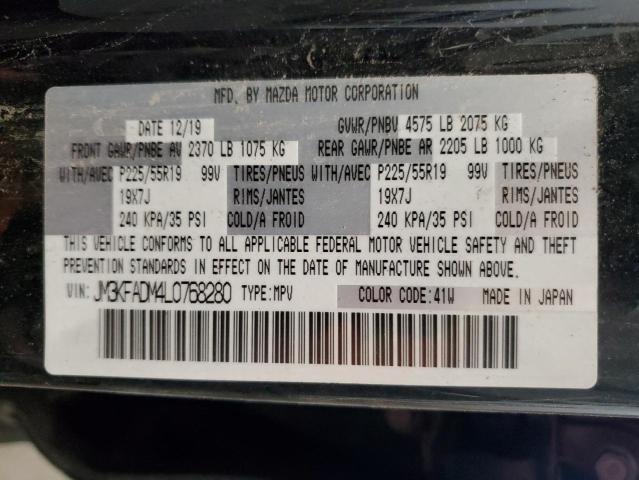 MFD. BY MAZDA MOTOR CORPORATION
DATE 12/19 GVWR/PNBV 4575 LB 2075 KG
FRONT GAWR/PNBE AV 2370 LB 1075 KG REAR GAWR/PNBE AR 2205 LB 1000 KG
WITH/AVEC P225/55R19 99V TIRES/PNEUS WITH/AVEC P225/55R19 99V TIRES/PNEUS
19X7J RIMS/JANTES 19X7J RIMS/JANTES
240 KPA/35 PSI COLD/A FROID 240 KPA/35 PSI COLD/A FROID
THIS VEHICLE CONFORMS TO ALL APPLICABLE FEDERAL MOTOR VEHICLE SAFETY AND THEFT
PREVENTION STANDARDS IN EFFECT ON THE DATE OF MANUFACTURE SHOWN ABOVE.
VIN: JM3KFADM4L0768280 TYPE:MPV COLOR CODE:41W MADE IN JAPAN